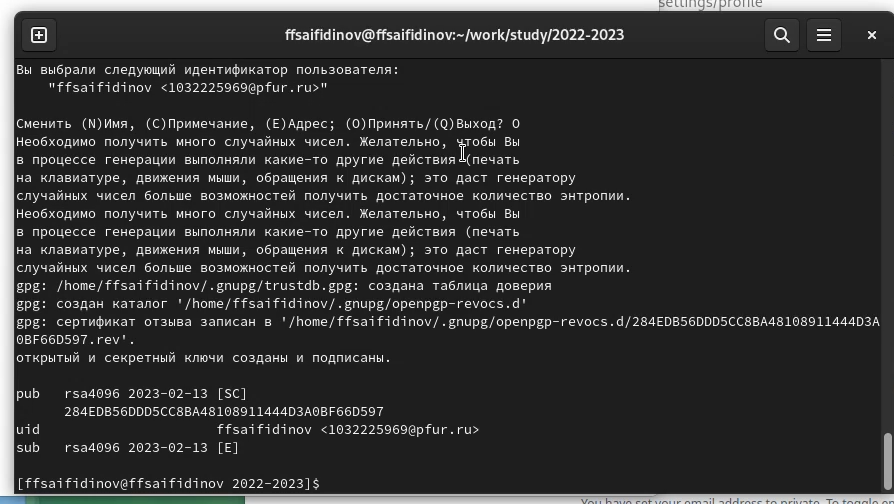 settings/profile
ffsaifidinov@ffsaifidinov:~/work/study/2022-2023
Вы выбрали следующий идентификатор пользователя:
"ffsaifidinov <1032225969@pfur.ru>"
Сменить (N)Имя, (C)Примечание, (E)Адрес; (O)Принять/(Q)Выход? O
Необходимо получить много случайных чисел. Желательно, чтобы Вы
в процессе генерации выполняли какие-то другие действия (печать
на клавиатуре, движения мыши, обращения к дискам); это даст генератору
случайных чисел больше возможностей получить достаточное количество энтропии.
Необходимо получить много случайных чисел. Желательно, чтобы Вы
в процессе генерации выполняли какие-то другие действия (печать
на клавиатуре, движения мыши, обращения к дискам); это даст генератору
случайных чисел больше возможностей получить достаточное количество энтропии.
gpg: /home/ffsaifidinov/.gnupg/trustdb.gpg: создана таблица доверия
gpg: создан каталог '/home/ffsaifidinov/.gnupg/openpgp-revocs.d'
gpg: сертификат отзыва записан в '/home/ffsaifidinov/.gnupg/openpgp-revocs.d/284EDB56DDD5CC8BA48108911444D3A
0BF66D597.rev'.
открытый и секретный ключи созданы и подписаны.
pub   rsa4096 2023-02-13 [SC]
284EDB56DDD5CC8BA48108911444D3A0BF66D597
uid                ffsaifidinov <1032225969@pfur.ru>
sub   rsa4096 2023-02-13 [E]
[ffsaifidinov@ffsaifidinov 2022-2023]$
You have set your email address to private. To toggle